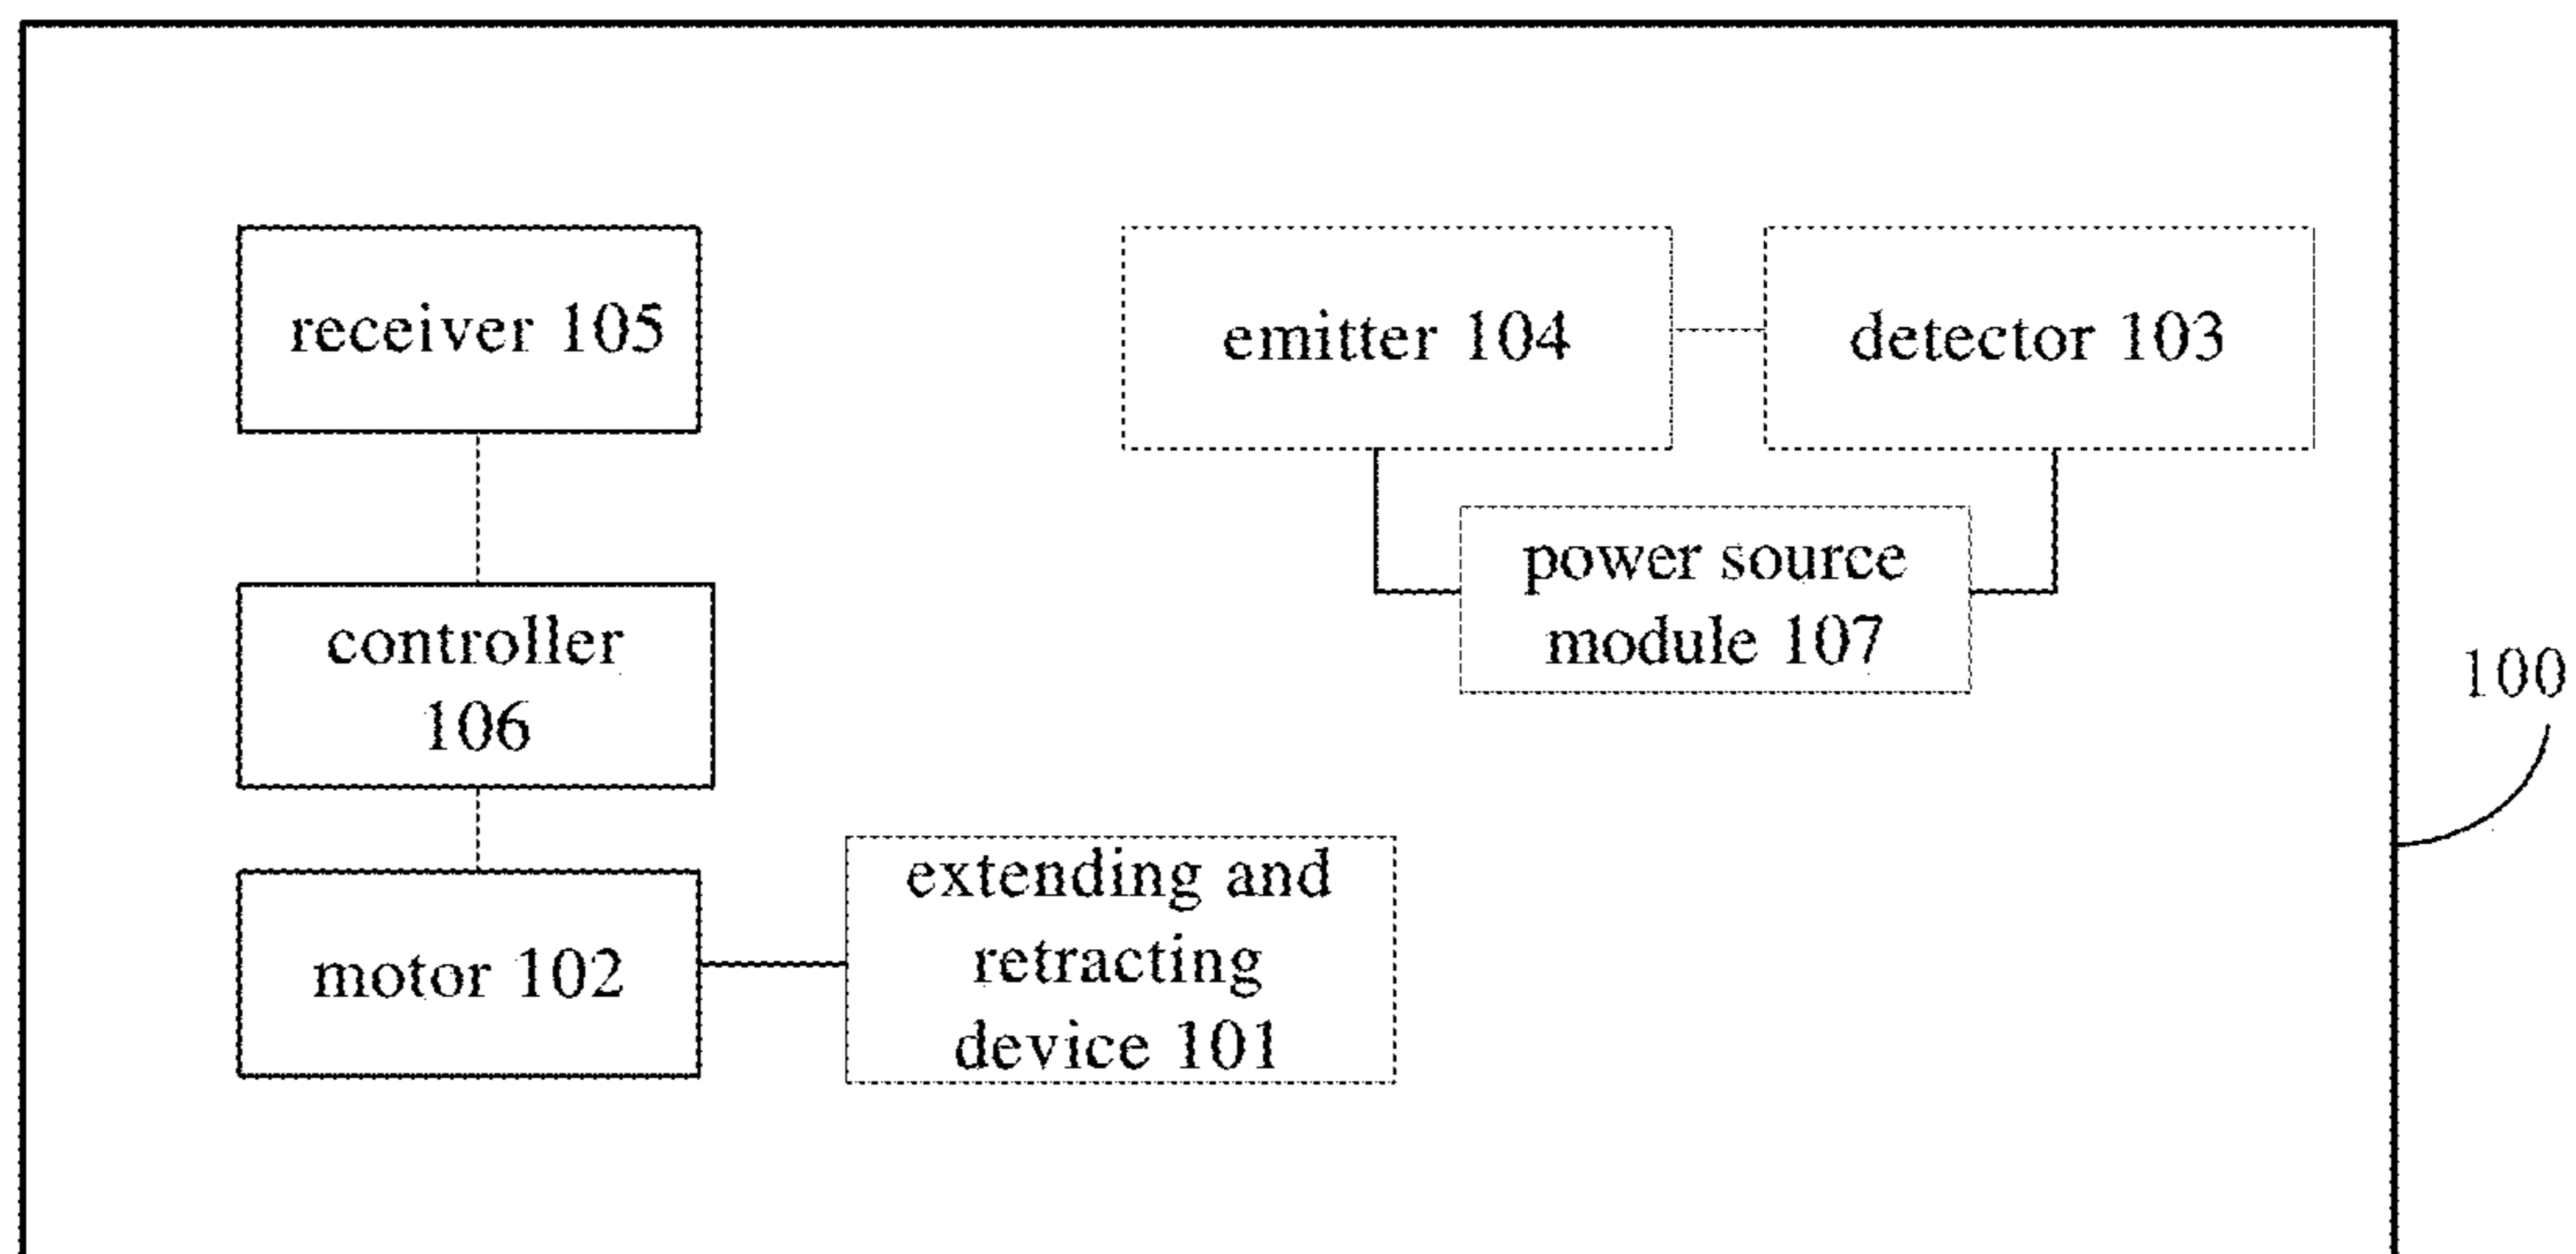 receiver 105
emitter 104
detector 103
power source
module 107
controller
106
100
motor 102
extending and
retracting
device 101